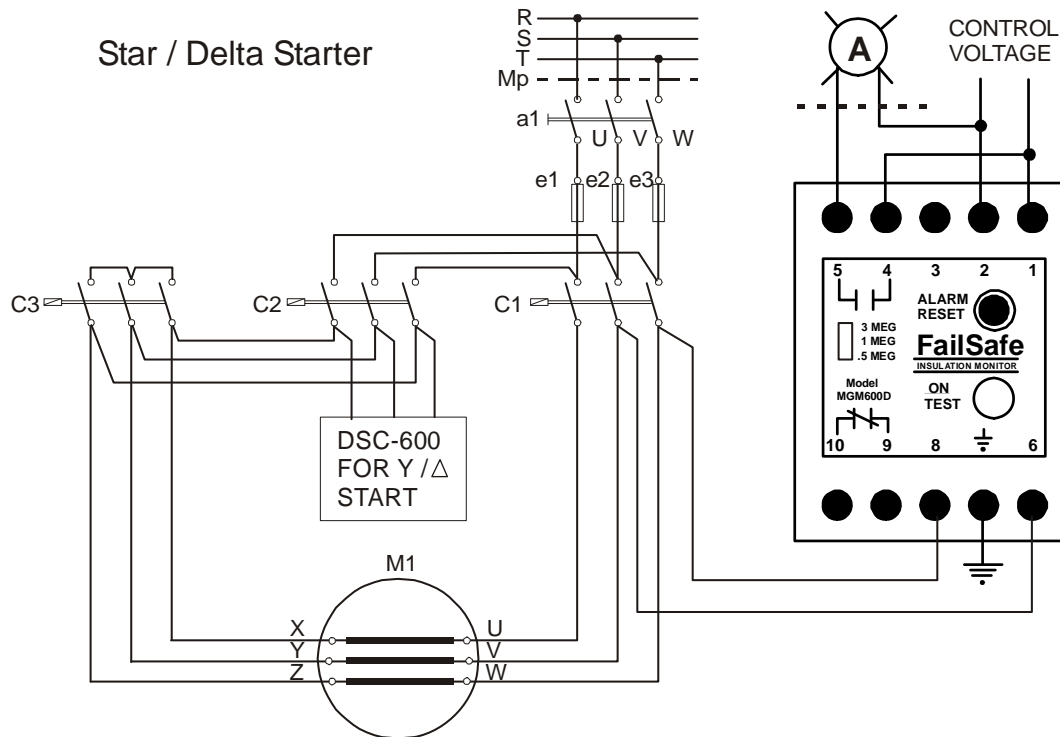 Star / Delta Starter
R
S
T
Mp
a1
U V W
e1 e2 e3
C3
C2
C1
DSC-600
FOR Y /△
START
M1
X
Y
Z
U
V
W
A
CONTROL
VOLTAGE
5 4 3 2 1
ALARM
RESET
3 MEG
1 MEG
.5 MEG
FailSafe
INSULATION MONITOR
Model
MGM600D
ON
TEST
10 9 8 6